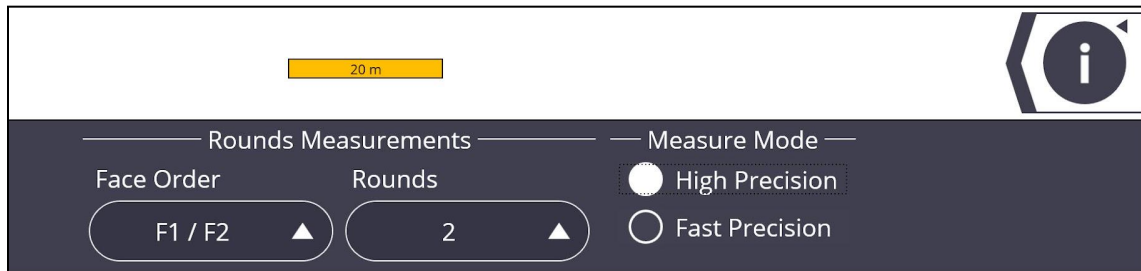 20 m
i
Rounds Measurements
Measure Mode
Face Order
Rounds
High Precision
F1 / F2
2
Fast Precision